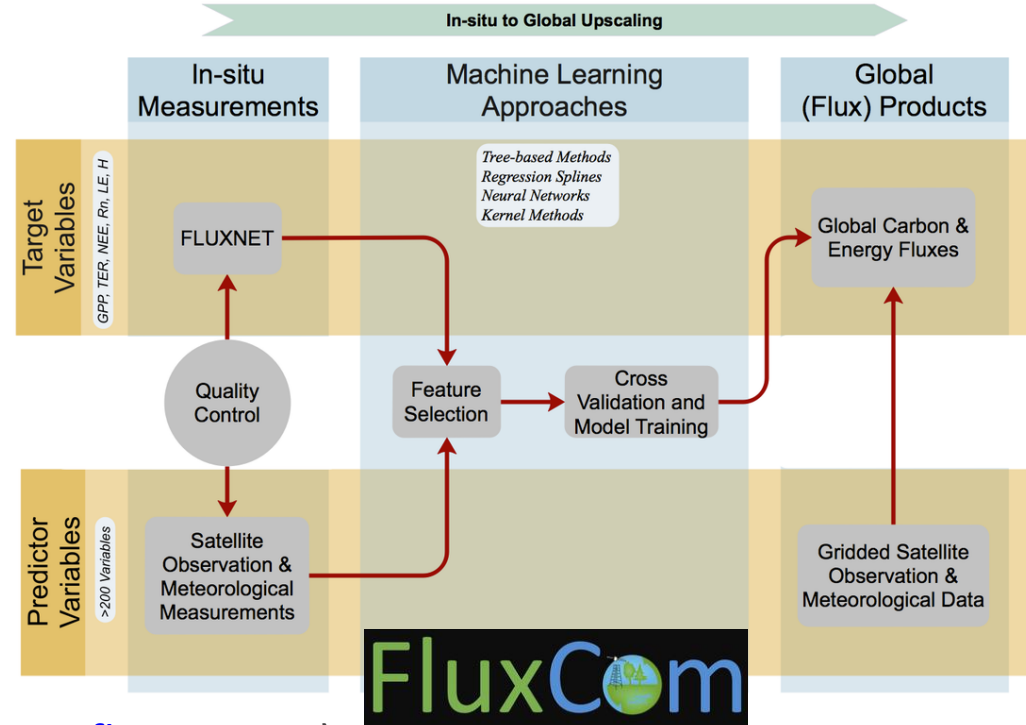 In-situ to Global Upscaling
In-situ
Measurements
Machine Learning
Approaches
Global
(Flux) Products
Target
Variables
GPP, TER, NEE, Rn, LE, H
Tree-based Methods
Regression Splines
Neural Networks
Kernel Methods
FLUXNET
Global Carbon &
Energy Fluxes
Quality
Control
Feature
Selection
Cross
Validation and
Model Training
Predictor
Variables
>200 Variables
Satellite
Observation &
Meteorological
Measurements
Gridded Satellite
Observation &
Meteorological Data
FluxCom